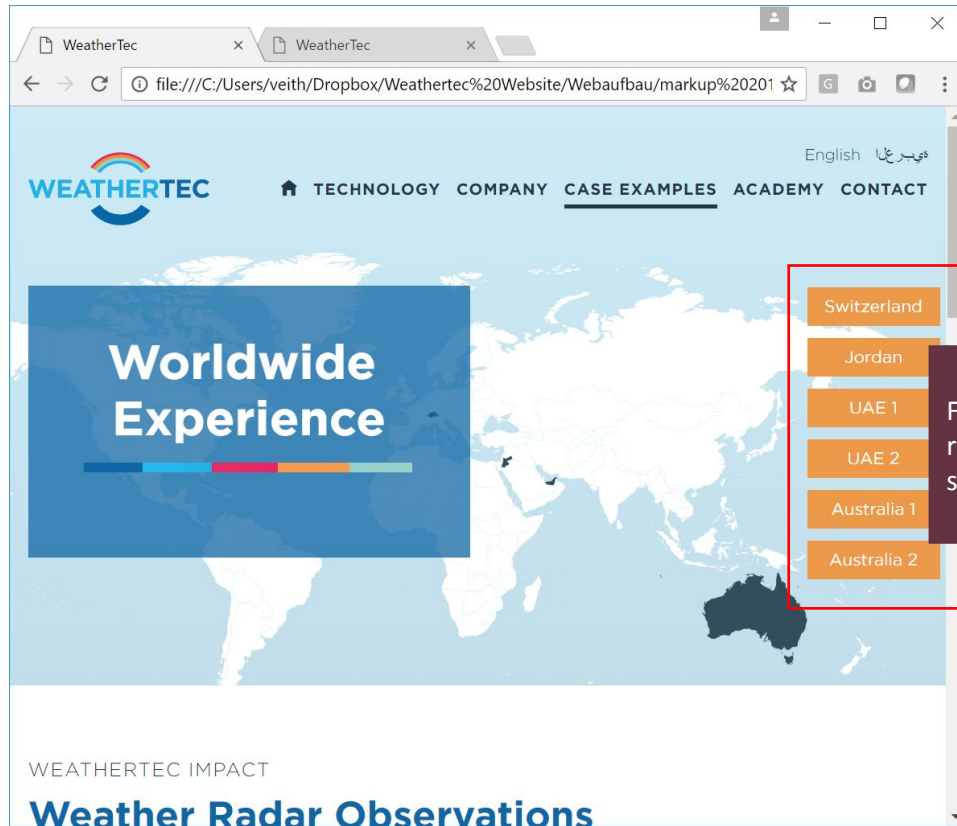 WeatherTec
WeatherTec
file:///C:/Users/veith/Dropbox/Weathertec%20Website/Webaufbau/markup%20201
G
English ةيبرعلا
WEATHERTEC
TECHNOLOGY COMPANY CASE EXAMPLES ACADEMY CONTACT
Switzerland
Worldwide
Experience
Jordan
UAE 1
UAE 2
Australia 1
Australia 2
WEATHERTEC IMPACT
Weather Radar Observations